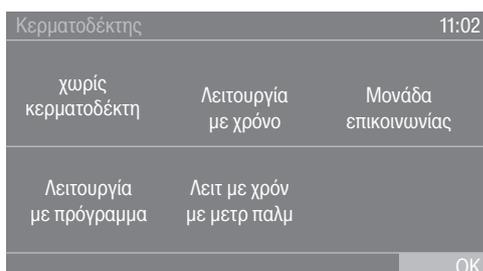 Κερματοδέκτης 11:02
χωρίς
κερματοδέκτη
Λειτουργία
με χρόνο
Μονάδα
επικοινωνίας
Λειτουργία
με πρόγραμμα
Λειτ με χρόν
με μετρ παλμ
OK